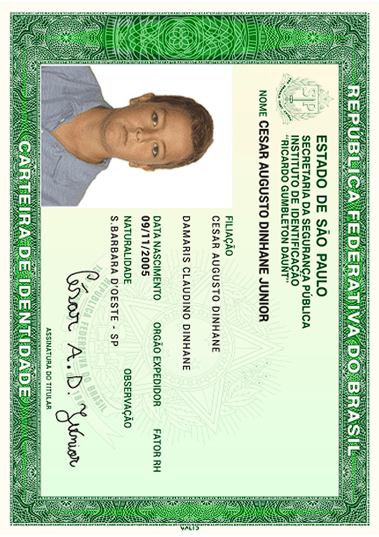 REPÚBLICA FEDERATIVA DO BRASIL
ESTADO DE SÃO PAULO
SECRETARIA DA SEGURANÇA PÚBLICA
INSTITUTO DE IDENTIFICAÇÃO
"RICARDO GUMBLETON DAUNT"
NOME CESAR AUGUSTO DINHANE JUNIOR
FILIAÇÃO
CESAR AUGUSTO DINHANE
DAMARIS CLAUDINO DINHANE
DATA NASCIMENTO ORGÃO EXPEDIDOR FATOR RH
09/11/2005
NATURALIDADE OBSERVAÇÃO
S.BARBARA D'OESTE - SP
César A. D. Júnior
ASSINATURA DO TITULAR
CARTEIRA DE IDENTIDADE